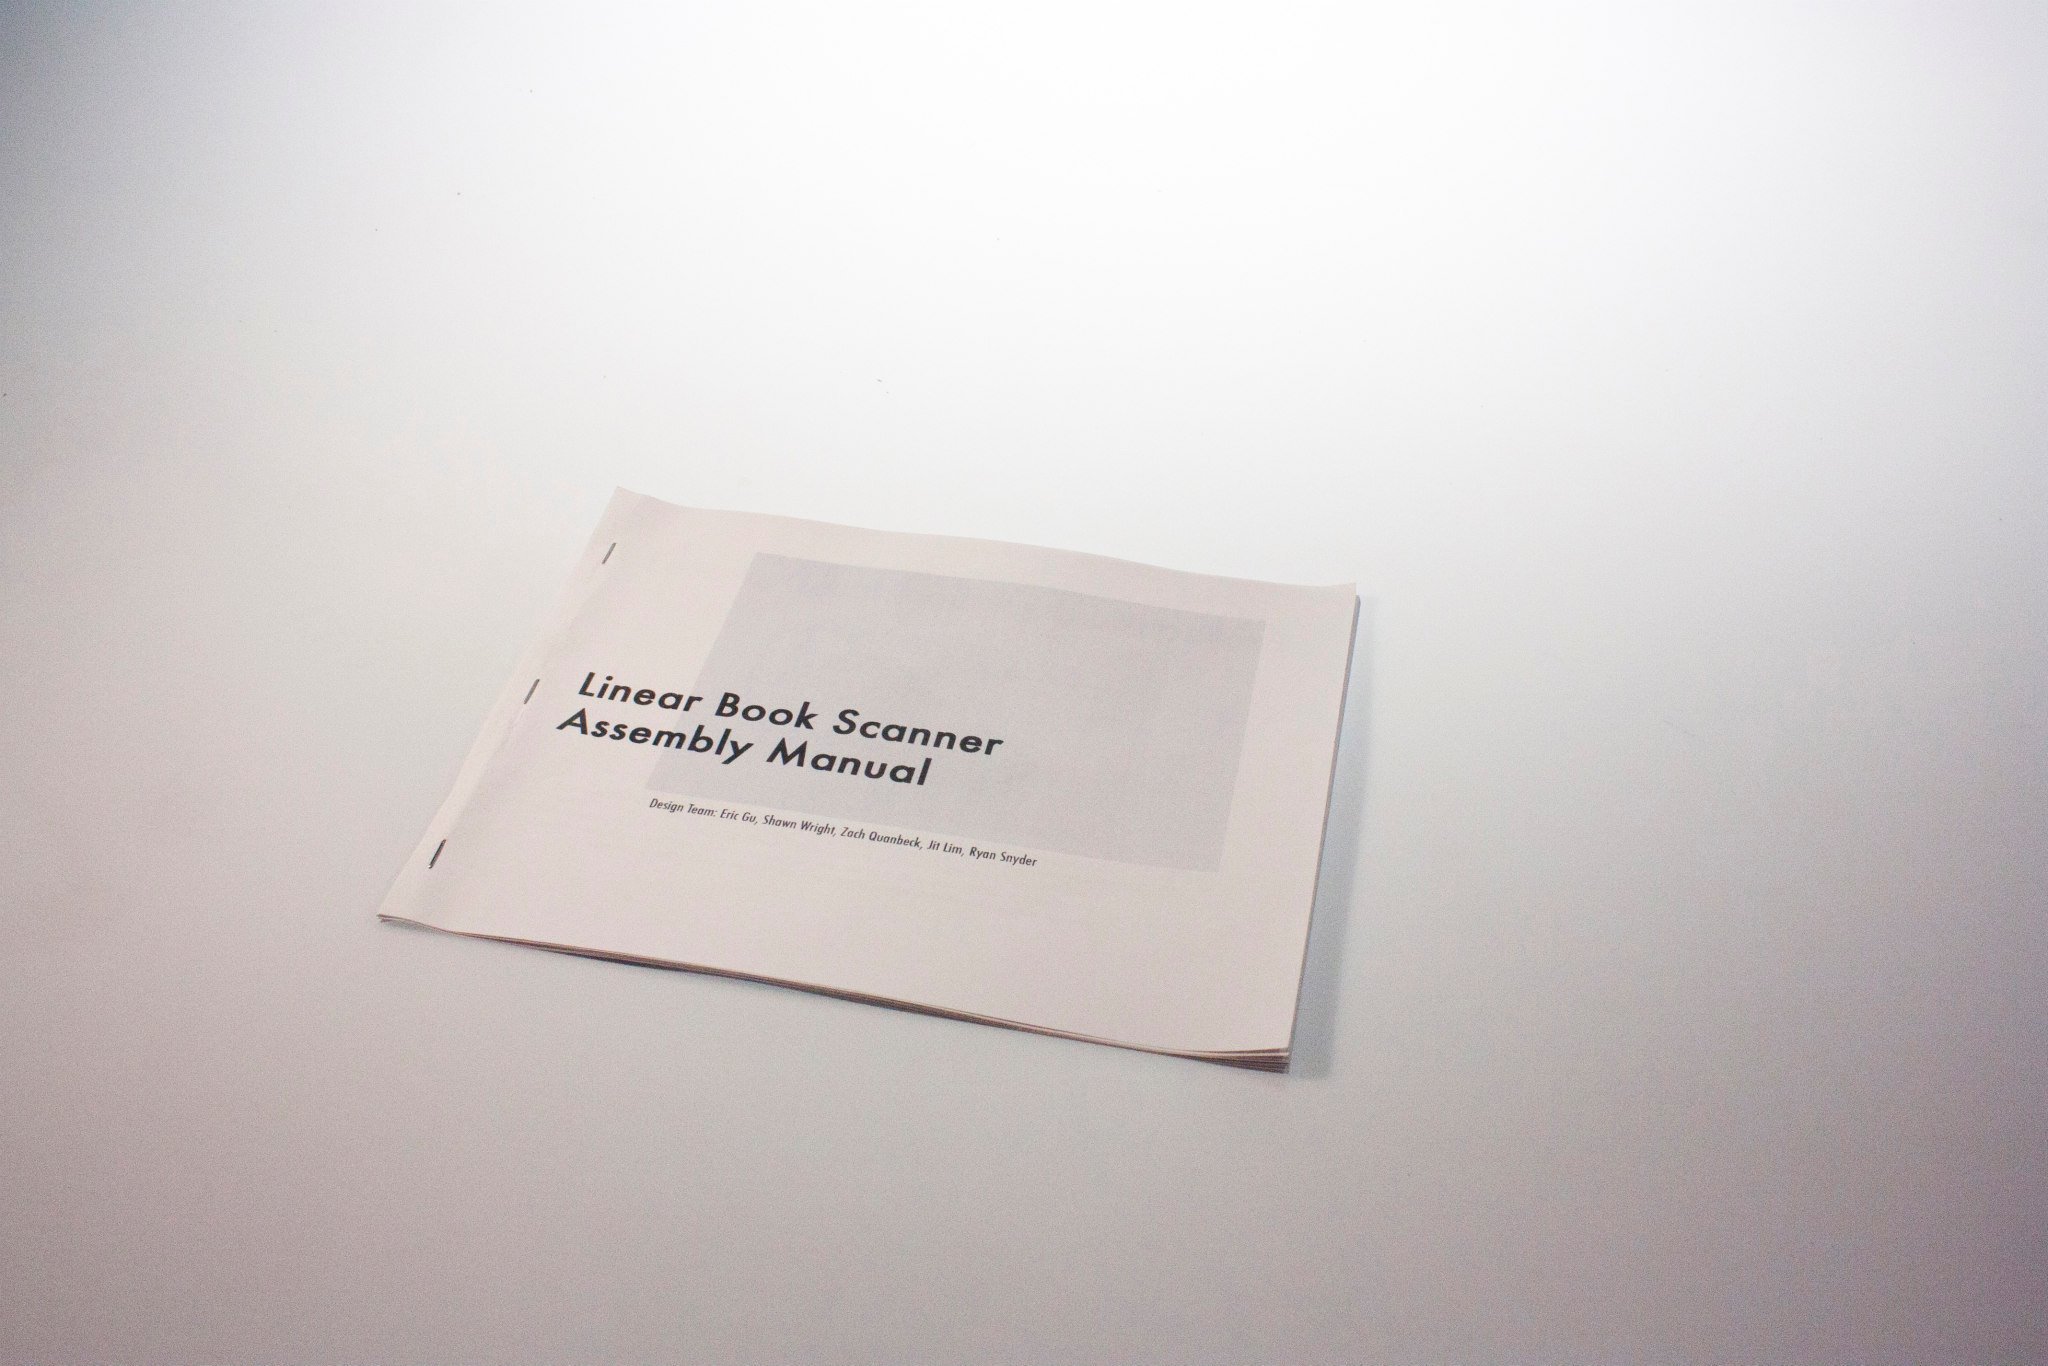 Linear Book Scanner
Assembly Manual
Design Team: Eric Gu, Shawn Wright, Zach Quanbeck, Jit Lim, Ryan Snyder